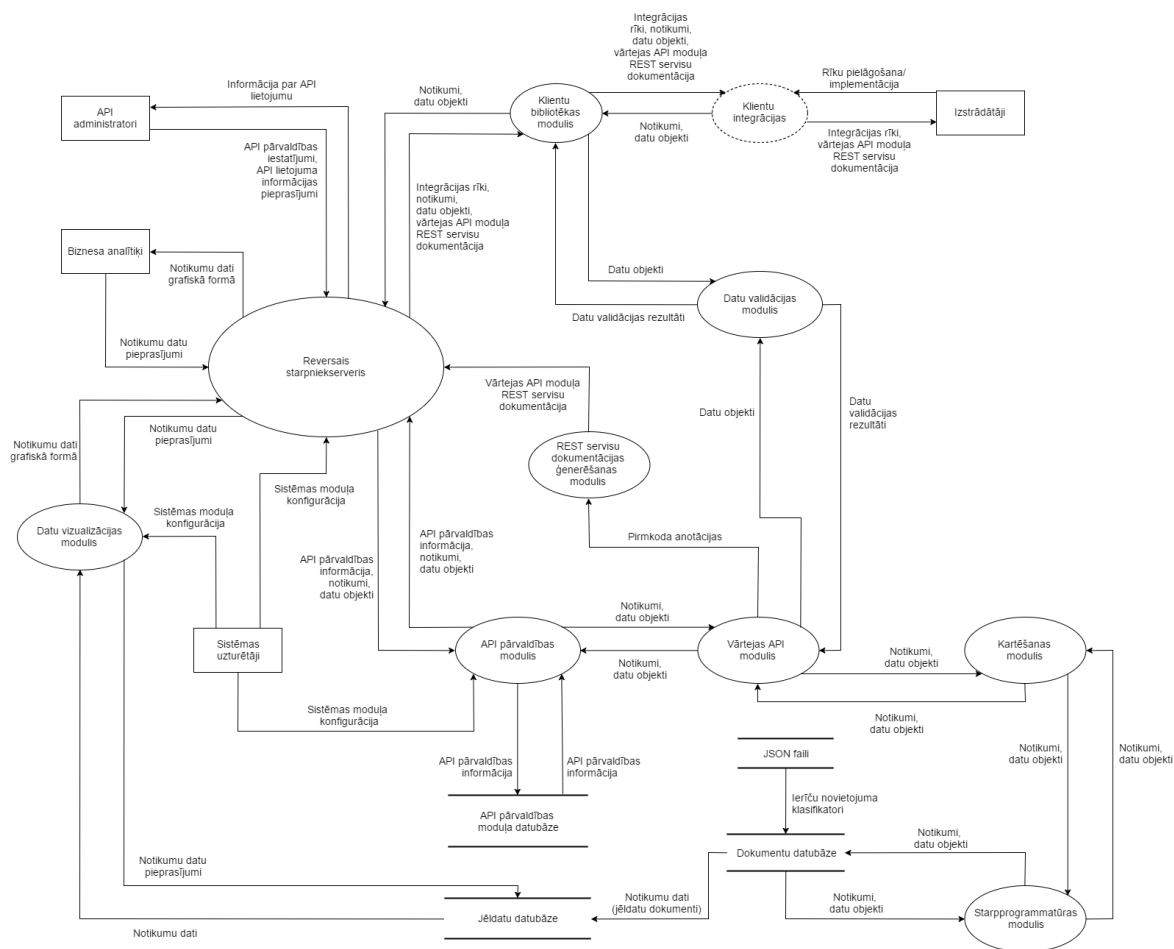 Integrācijas
rīki, notikumi,
datu objekti,
vārtejas API moduļa
REST servisu
dokumentācija
Rīku pielāgošana/
implementācija
Informācija par API
lietojumu
Notikumi,
datu objekti
API
administratori
Klientu
bibliotēkas
modulis
Klientu
integrācijas
Izstrādātāji
Notikumi,
datu objekti
Integrācijas rīki,
vārtejas API moduļa
REST servisu
dokumentācija
API pārvaldības
iestatījumi,
API lietojuma
informācijas
pieprasījumi
Integrācijas rīki,
notikumi,
datu objekti,
vārtejas API moduļa
REST servisu
dokumentācija
Biznesa analītiķi
Notikumu dati
grafiskā formā
Datu objekti
Datu validācijas
modulis
Datu validācijas rezultāti
Notikumu datu
pieprasījumi
Reversais
starpniekserveris
Vārtejas API moduļa
REST servisu
dokumentācija
Datu objekti
Datu
validācijas
rezultāti
Notikumu dati
grafiskā formā
Notikumu datu
pieprasījumi
REST servisu
dokumentācijas
ģenerēšanas
modulis
Sistēmas moduļa
konfigurācija
Sistēmas moduļa
konfigurācija
Datu vizualizācijas
modulis
API pārvaldības
informācija,
notikumi,
datu objekti
API pārvaldības
informācija,
notikumi,
datu objekti
Pirmkoda anotācijas
Notikumi,
datu objekti
Sistēmas
uzturētāji
API pārvaldības
modulis
Vārtejas API
modulis
Kartēšanas
modulis
Notikumi,
datu objekti
Notikumi,
datu objekti
Sistēmas moduļa
konfigurācija
Notikumi,
datu objekti
API pārvaldības
informācija
API pārvaldības
informācija
JSON faili
Notikumi,
datu objekti
Notikumi,
datu objekti
Ierīču novietojuma
klasifikatori
API pārvaldības
moduļa datubāze
Dokumentu datubāze
Notikumi,
datu objekti
Notikumu datu
pieprasījumi
Notikumu dati
(jēldatu dokumenti)
Notikumi,
datu objekti
Starpprogrammatūras
modulis
Jēldatu datubāze
Notikumu dati